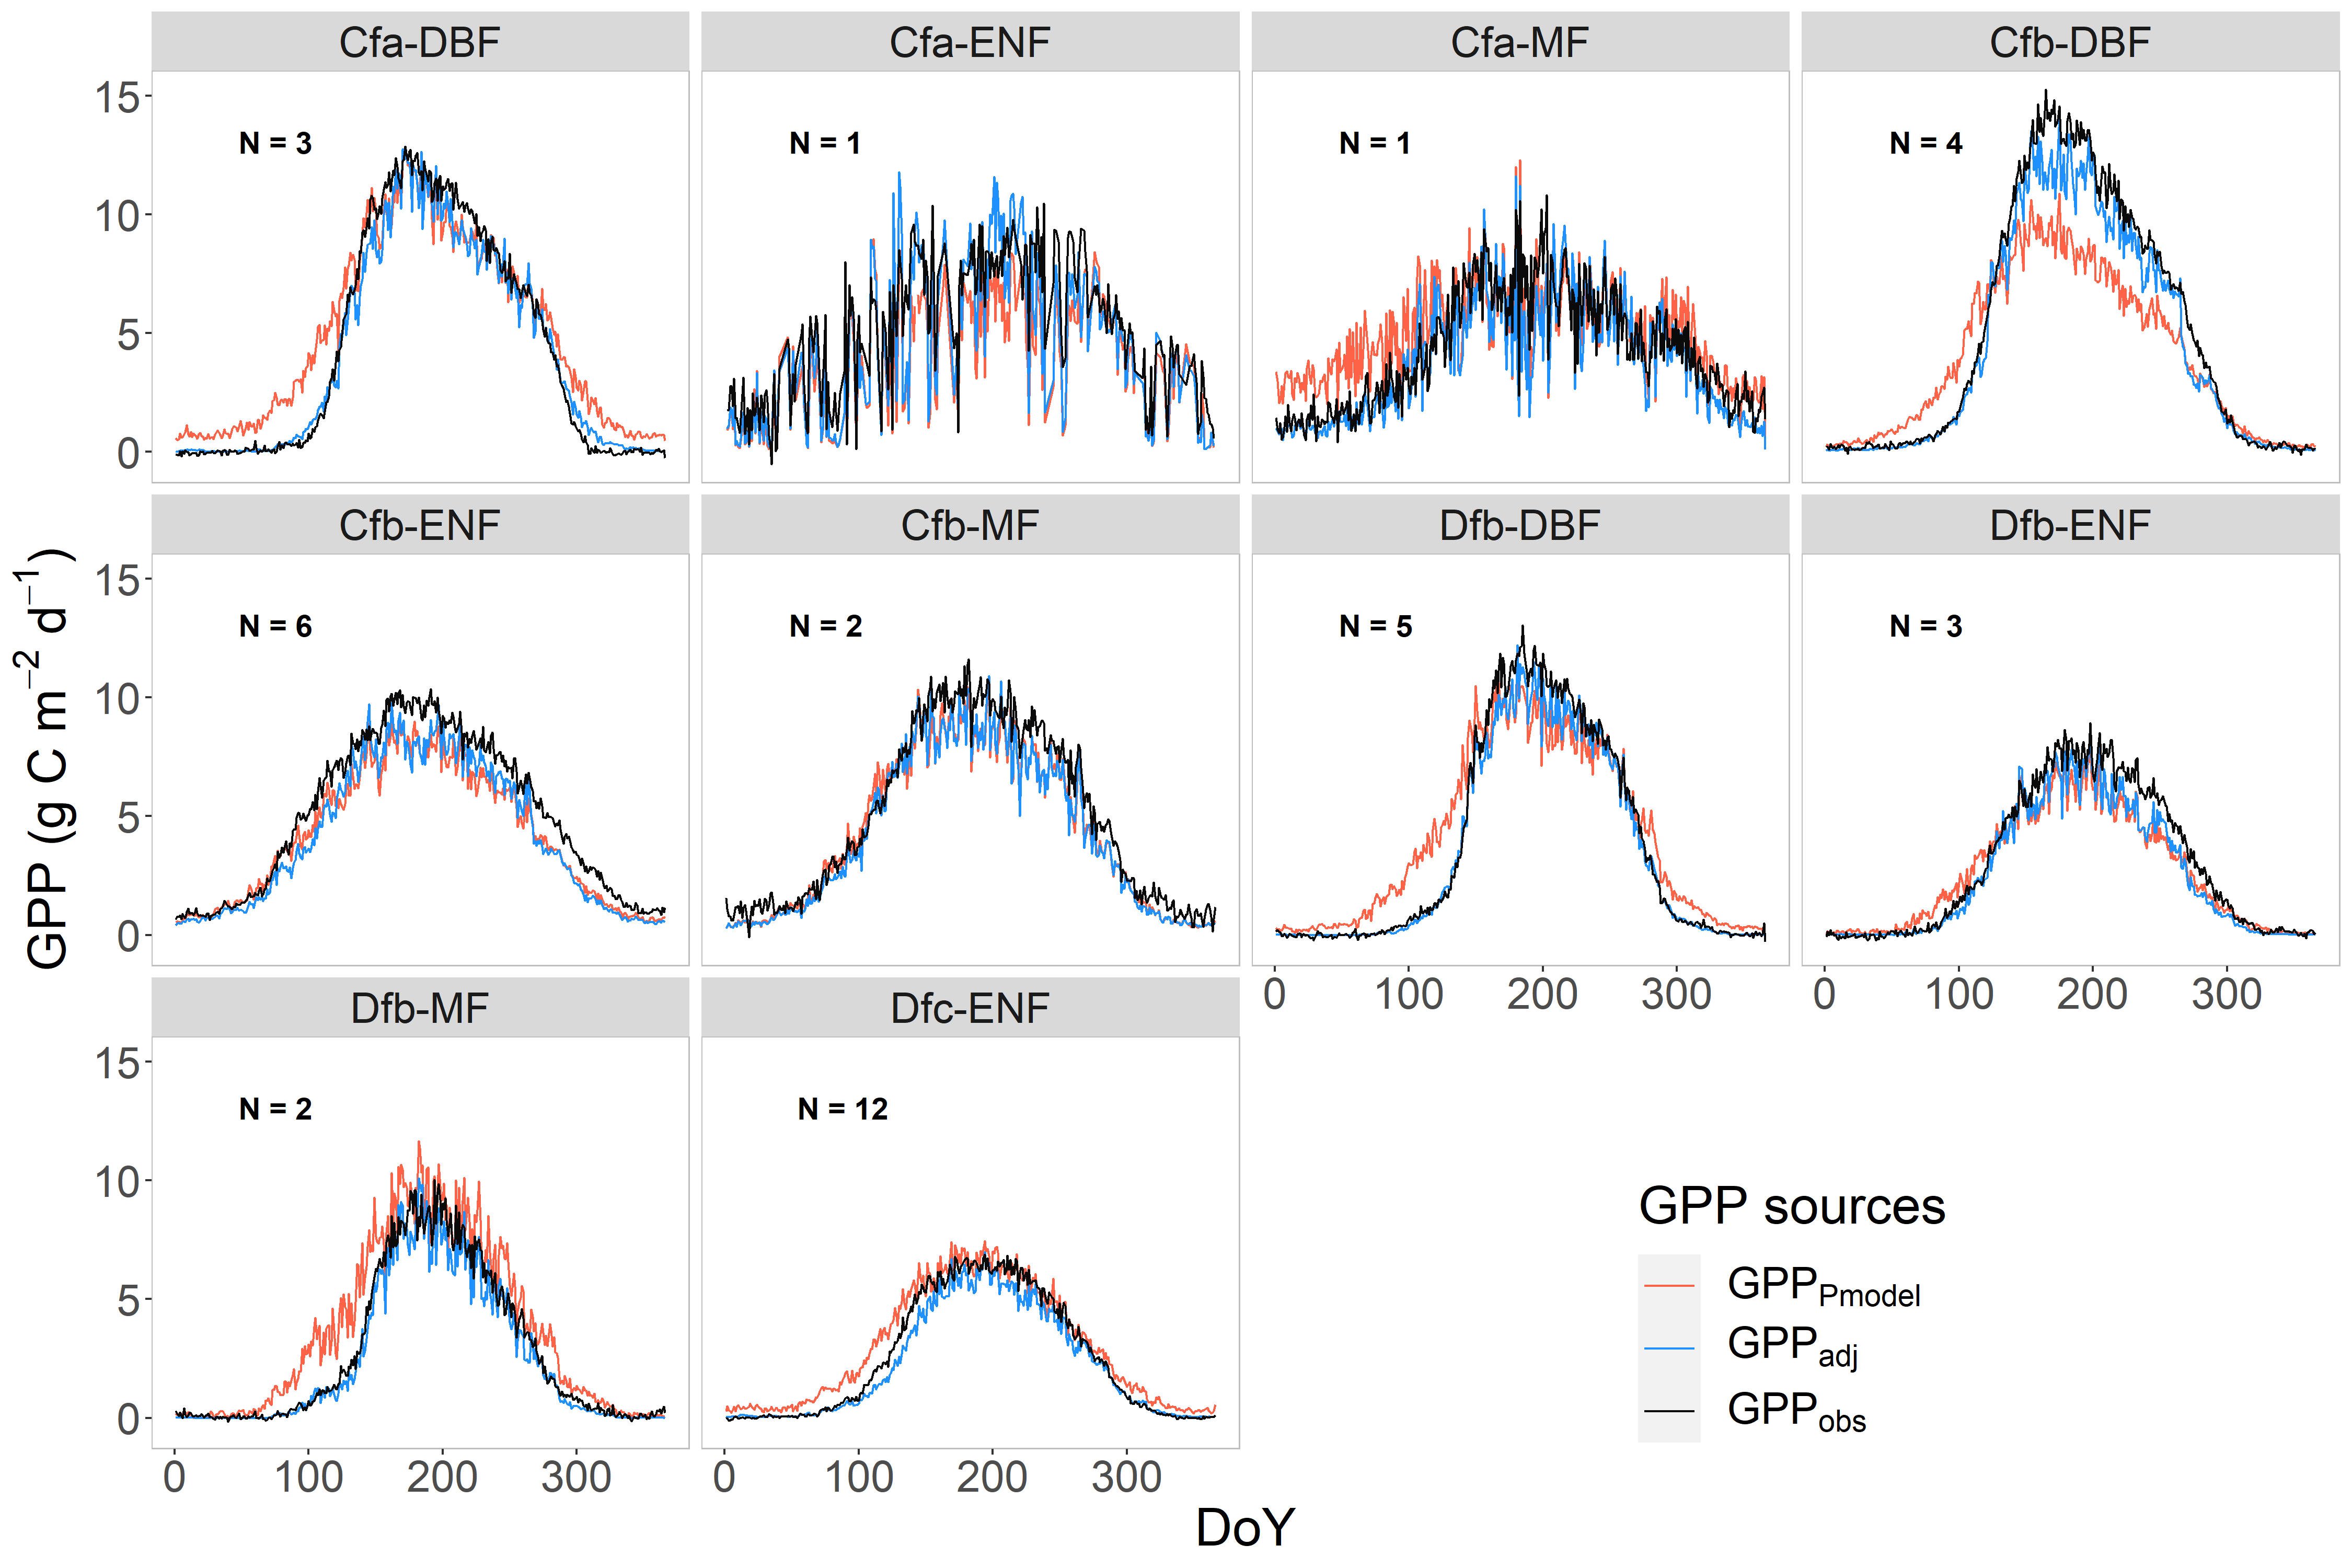 Cfa-DBF Cfa-ENF Cfa-MF Cfb-DBF
15
10
5
0
N = 3 N = 1 N = 1 N = 4
Cfb-ENF Cfb-MF Dfb-DBF Dfb-ENF
15
10
5
0
N = 6 N = 2 N = 5 N = 3
0 100 200 300 0 100 200 300
Dfb-MF Dfc-ENF
15
10
5
0
N = 2 N = 12
0 100 200 300 0 100 200 300
GPP (g C m⁻² d⁻¹)
DoY
GPP sources
GPP_Pmodel
GPP_adj
GPP_obs